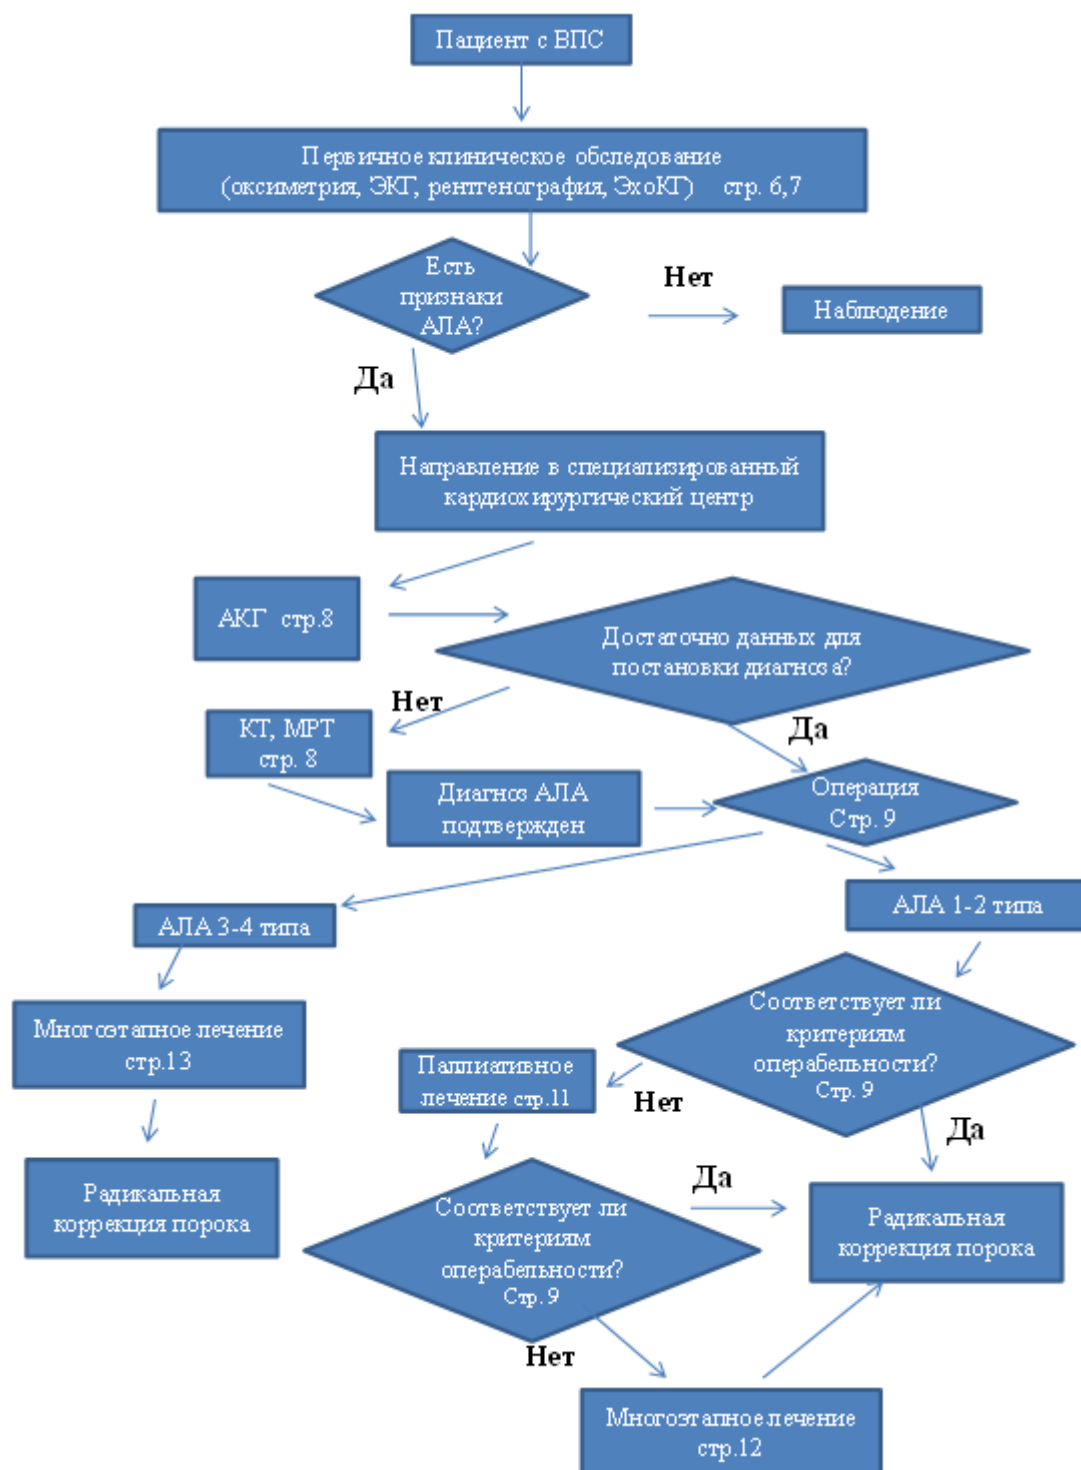 Пациент с ВПС
Первичное клиническое обследование
(оксиметрия, ЭКГ, рентгенография, ЭхоКГ) стр. 6,7
Есть
признаки
АЛА?
Нет
Наблюдение
Да
Направление в специализированный
кардиохирургический центр
АКГ стр.8
Достаточно данных для
постановки диагноза?
Нет
Да
КТ, МРТ
стр. 8
Диагноз АЛА
подтвержден
Операция
Стр. 9
АЛА 3-4 типа
АЛА 1-2 типа
Многоэтапное лечение
стр.13
Соответствует ли
критериям
операбельности?
Стр. 9
Паллиативное
лечение стр.11
Нет
Да
Радикальная
коррекция порока
Соответствует ли
критериям
операбельности?
Стр. 9
Да
Радикальная
коррекция порока
Нет
Многоэтапное лечение
стр.12